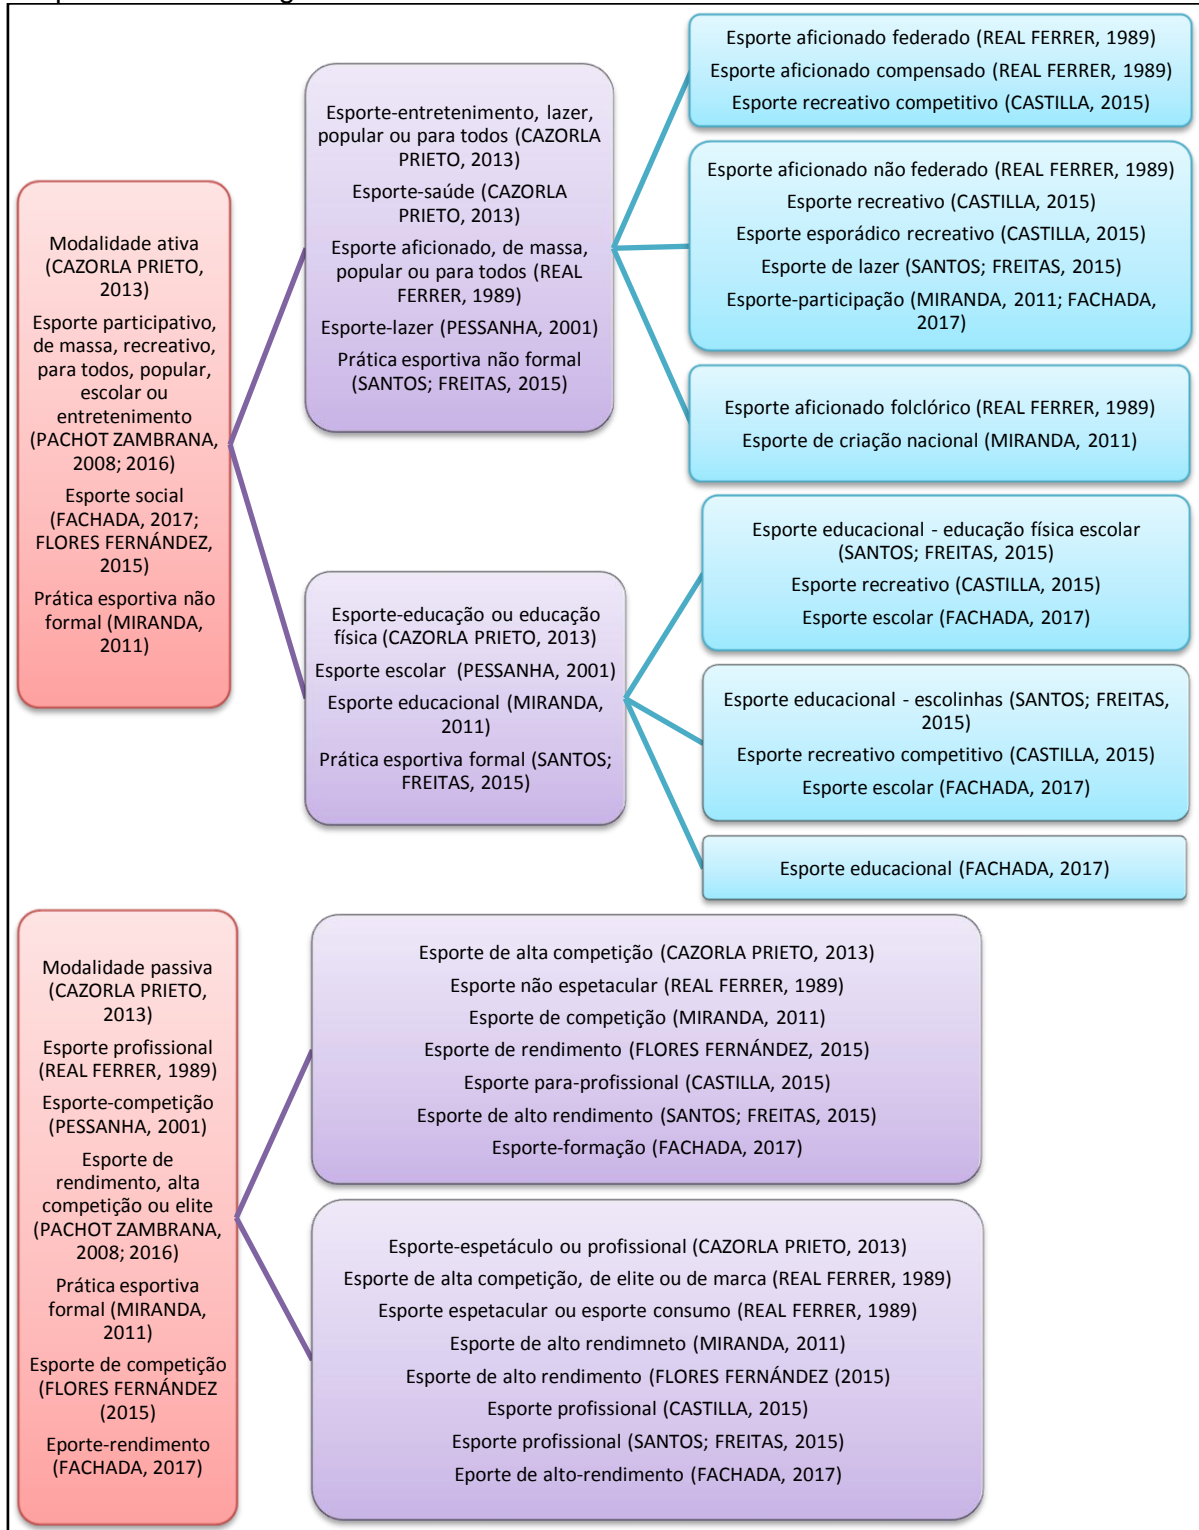 Modalidade ativa
(CAZORLA PRIETO,
2013)
Esporte participativo,
de massa, recreativo,
para todos, popular,
escolar ou
entretenimento
(PACHOT ZAMBRANA,
2008; 2016)
Esporte social
(FACHADA, 2017;
FLORES FERNÁNDEZ,
2015)
Prática esportiva não
formal (MIRANDA,
2011)
Esporte-entretenimento, lazer,
popular ou para todos (CAZORLA
PRIETO, 2013)
Esporte-saúde (CAZORLA
PRIETO, 2013)
Esporte aficionado, de massa,
popular ou para todos (REAL
FERRER, 1989)
Esporte-lazer (PESSANHA, 2001)
Prática esportiva não formal
(SANTOS; FREITAS, 2015)
Esporte aficionado federado (REAL FERRER, 1989)
Esporte aficionado compensado (REAL FERRER, 1989)
Esporte recreativo competitivo (CASTILLA, 2015)
Esporte aficionado não federado (REAL FERRER, 1989)
Esporte recreativo (CASTILLA, 2015)
Esporte esporádico recreativo (CASTILLA, 2015)
Esporte de lazer (SANTOS; FREITAS, 2015)
Esporte-participação (MIRANDA, 2011; FACHADA,
2017)
Esporte aficionado folclórico (REAL FERRER, 1989)
Esporte de criação nacional (MIRANDA, 2011)
Esporte-educação ou educação
física (CAZORLA PRIETO, 2013)
Esporte escolar (PESSANHA, 2001)
Esporte educacional (MIRANDA,
2011)
Prática esportiva formal (SANTOS;
FREITAS, 2015)
Esporte educacional - educação física escolar
(SANTOS; FREITAS, 2015)
Esporte recreativo (CASTILLA, 2015)
Esporte escolar (FACHADA, 2017)
Esporte educacional - escolinhas (SANTOS; FREITAS,
2015)
Esporte recreativo competitivo (CASTILLA, 2015)
Esporte escolar (FACHADA, 2017)
Esporte educacional (FACHADA, 2017)
Modalidade passiva
(CAZORLA PRIETO,
2013)
Esporte profissional
(REAL FERRER, 1989)
Esporte-competição
(PESSANHA, 2001)
Esporte de
rendimento, alta
competição ou elite
(PACHOT ZAMBRANA,
2008; 2016)
Prática esportiva
formal (MIRANDA,
2011)
Esporte de competição
(FLORES FERNÁNDEZ
(2015)
Eporte-rendimento
(FACHADA, 2017)
Esporte de alta competição (CAZORLA PRIETO, 2013)
Esporte não espetacular (REAL FERRER, 1989)
Esporte de competição (MIRANDA, 2011)
Esporte de rendimento (FLORES FERNÁNDEZ, 2015)
Esporte para-profissional (CASTILLA, 2015)
Esporte de alto rendimento (SANTOS; FREITAS, 2015)
Esporte-formação (FACHADA, 2017)
Esporte-espetáculo ou profissional (CAZORLA PRIETO, 2013)
Esporte de alta competição, de elite ou de marca (REAL FERRER, 1989)
Esporte espetacular ou esporte consumo (REAL FERRER, 1989)
Esporte de alto rendimneto (MIRANDA, 2011)
Esporte de alto rendimento (FLORES FERNÁNDEZ (2015)
Esporte profissional (CASTILLA, 2015)
Esporte profissional (SANTOS; FREITAS, 2015)
Eporte de alto-rendimento (FACHADA, 2017)